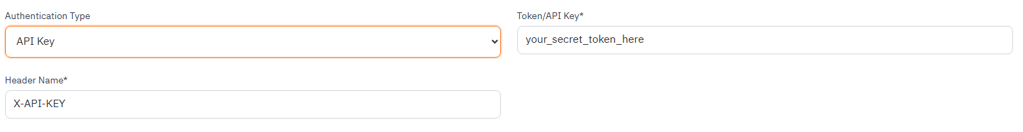 Authentication Type
API Key
Token/API Key*
your_secret_token_here
Header Name*
X-API-KEY